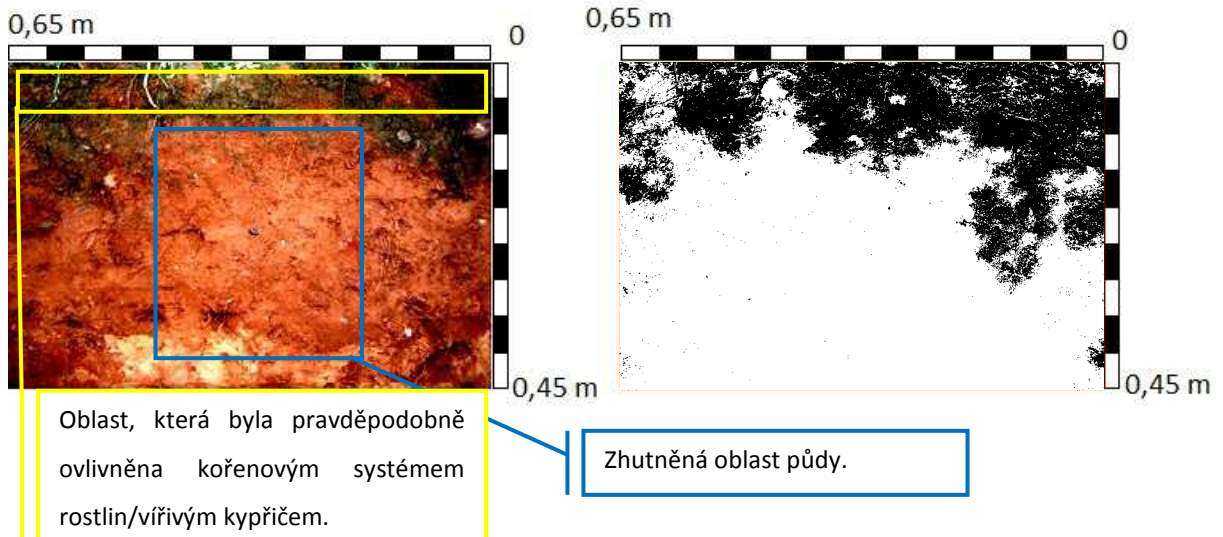 0,65 m
0
0,65 m
0
0,45 m
0,45 m
Oblast, která byla pravděpodobně
ovlivněna kořenovým systémem
rostlin/vířivým kypřičem.
Zhutněná oblast půdy.